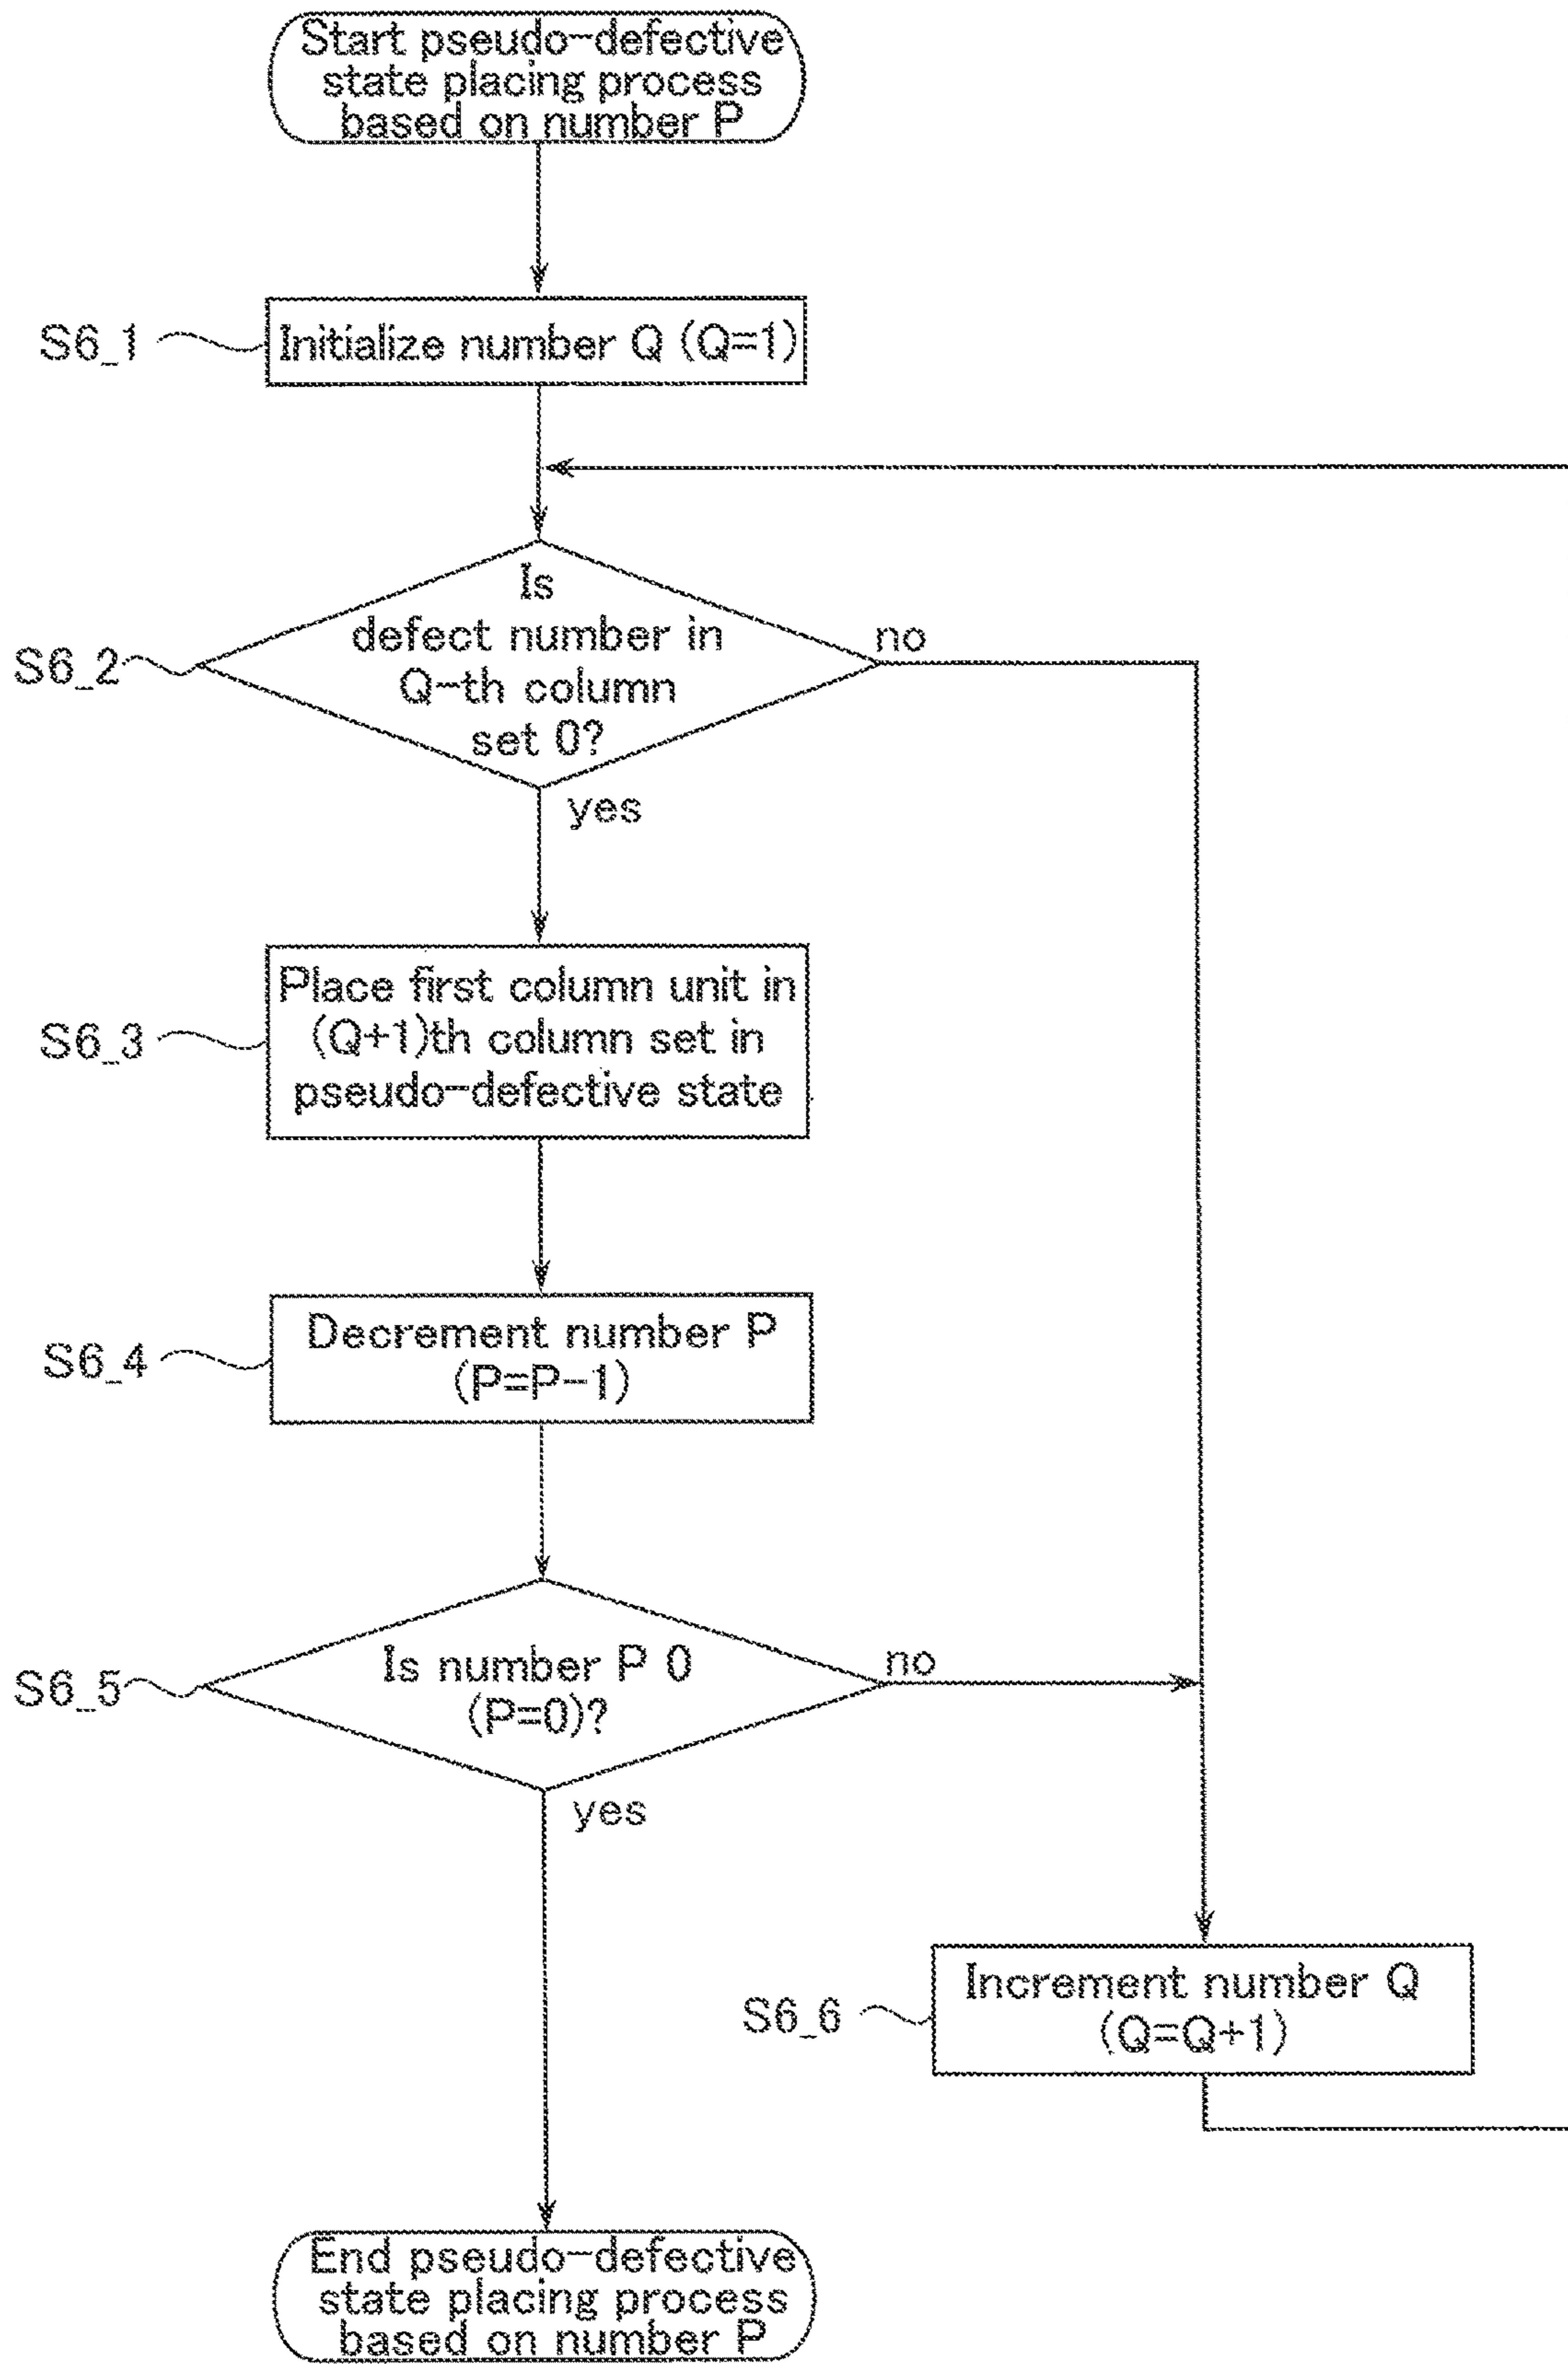 Start pseudo-defective
state placing process
based on number P
S6_1
Initialize number Q (Q=1)
Is
defect number in
Q-th column
set 0?
S6_2
no
yes
Place first column unit in
(Q+1)th column set in
pseudo-defective state
S6_3
Decrement number P
(P=P-1)
S6_4
Is number P 0
(P=0)?
S6_5
no
yes
Increment number Q
(Q=Q+1)
S6_6
End pseudo-defective
state placing process
based on number P